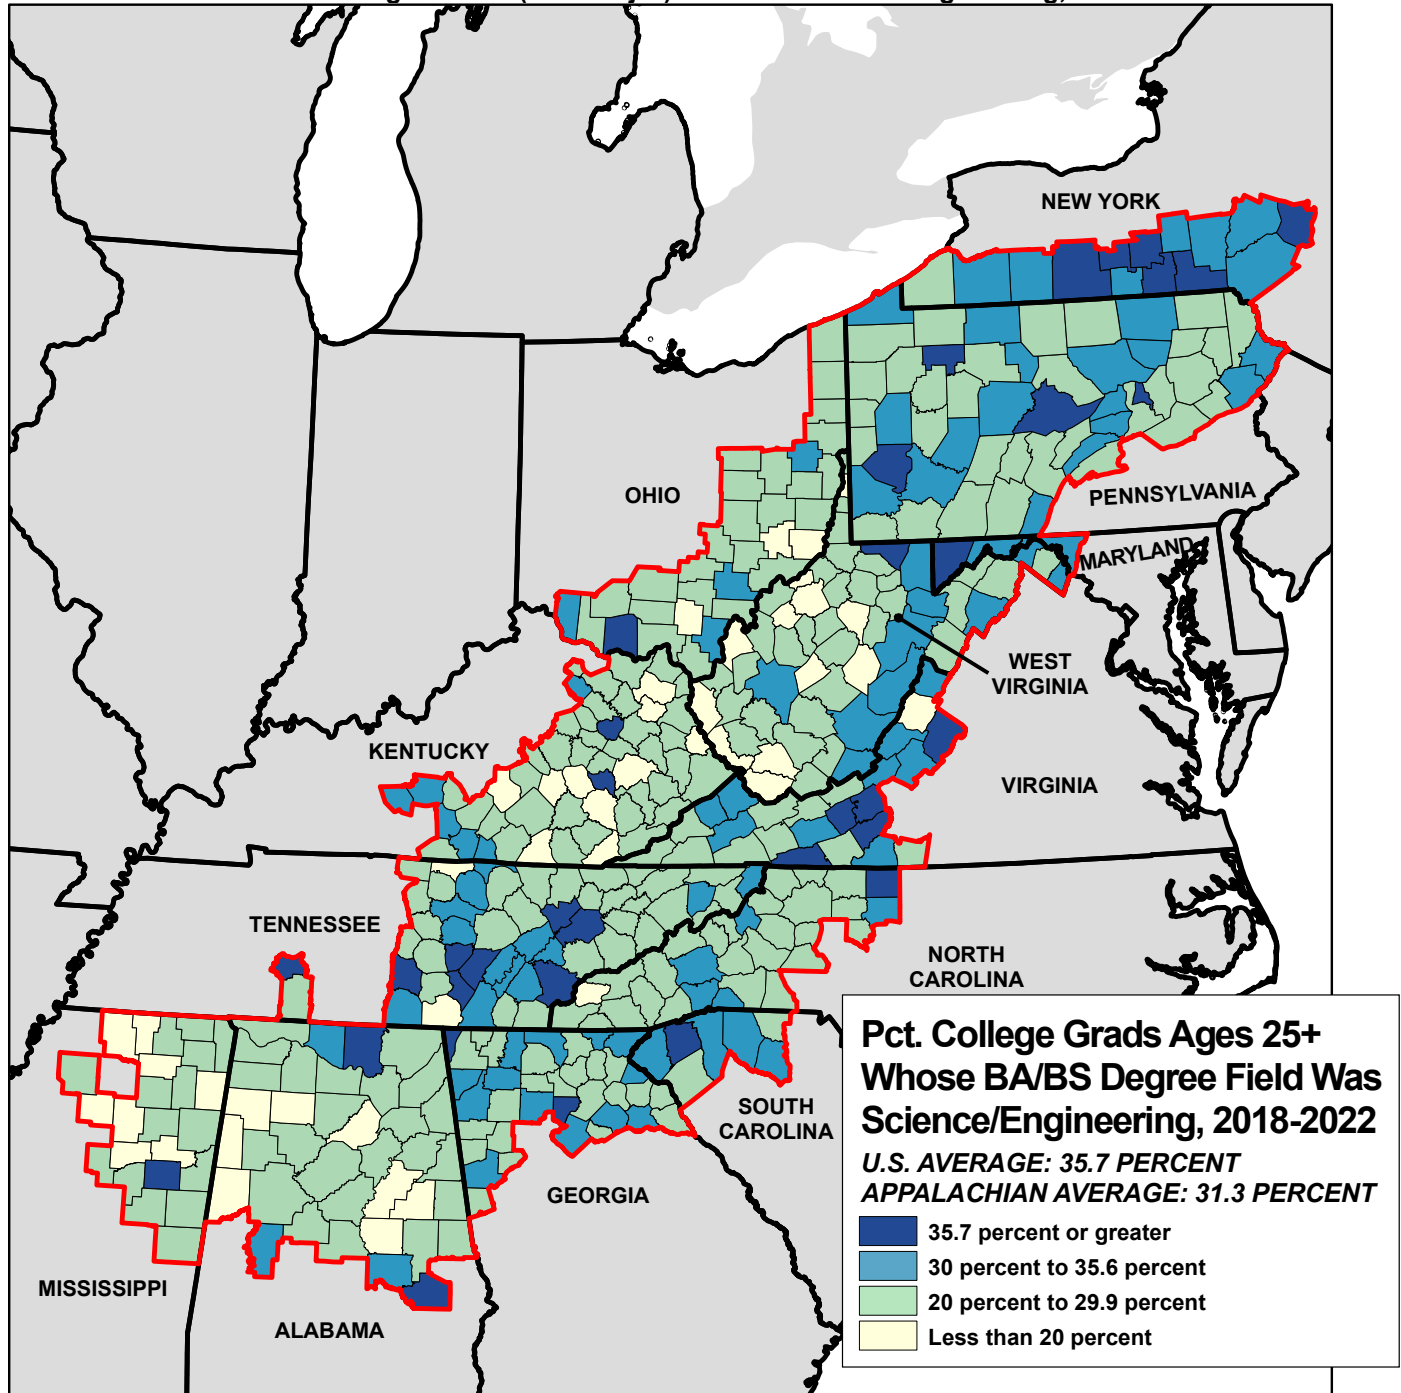 NEW YORK
OHIO
PENNSYLVANIA
MARYLAND
WEST
VIRGINIA
KENTUCKY
VIRGINIA
TENNESSEE
NORTH
CAROLINA
SOUTH
CAROLINA
GEORGIA
MISSISSIPPI
ALABAMA
Pct. College Grads Ages 25+
Whose BA/BS Degree Field Was
Science/Engineering, 2018-2022
U.S. AVERAGE: 35.7 PERCENT
APPALACHIAN AVERAGE: 31.3 PERCENT
35.7 percent or greater
30 percent to 35.6 percent
20 percent to 29.9 percent
Less than 20 percent